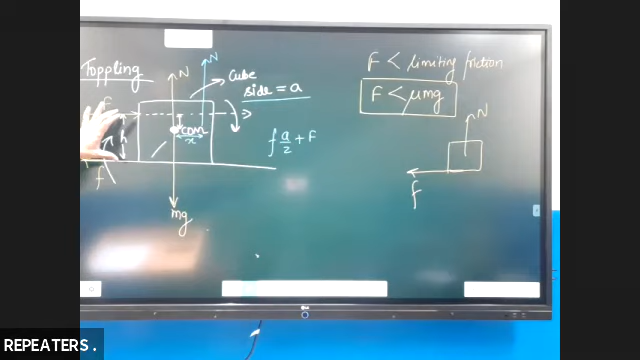 Toppling
N
N
Cube
side = a
F
com
x
h
f
mg
f a/2 + F
F < limiting friction
F < μmg
N
f
REPEATERS.